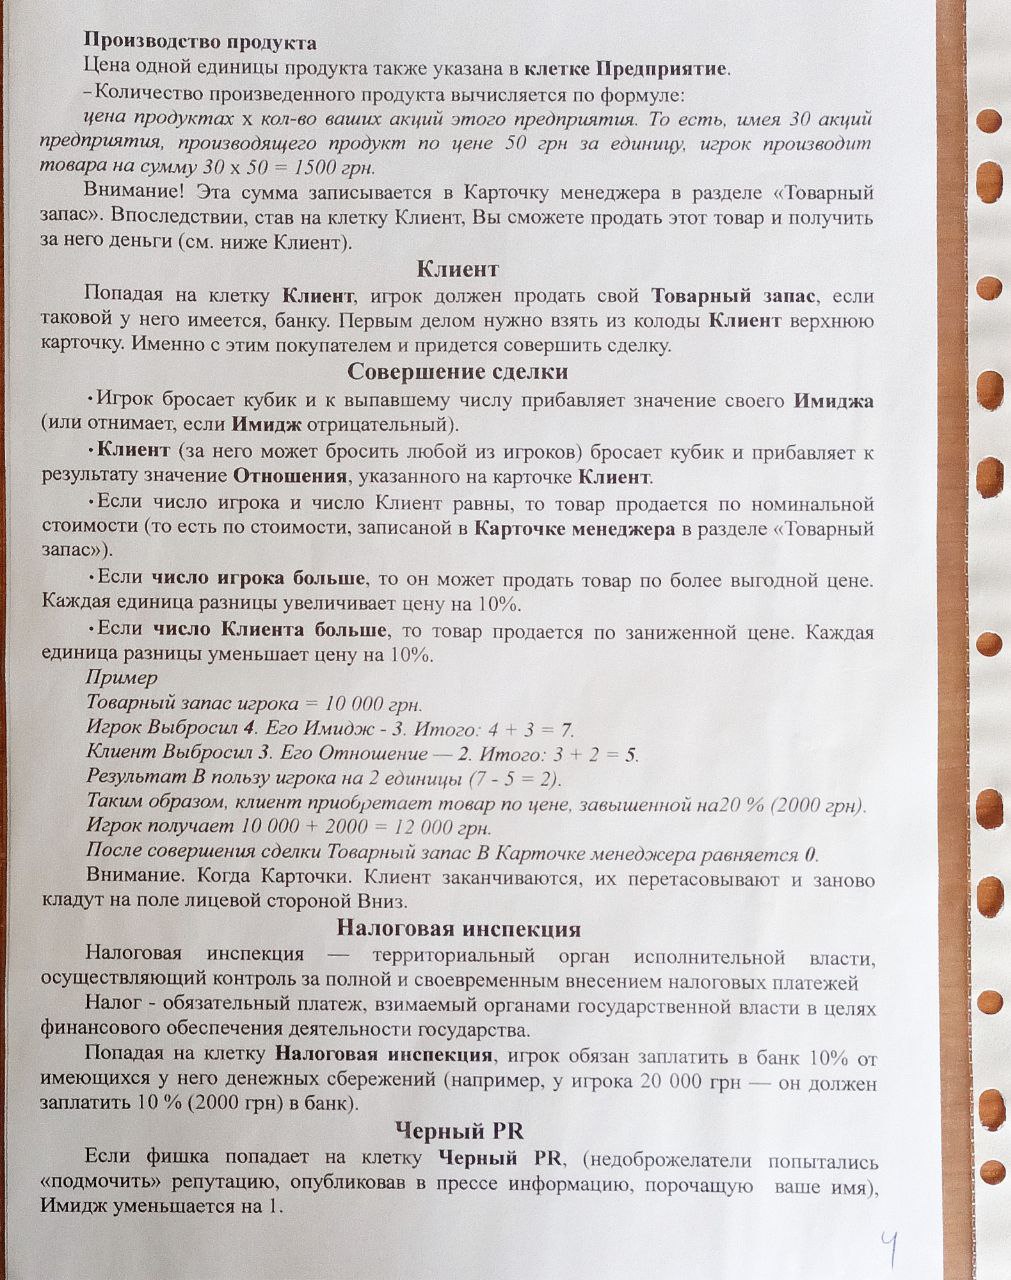 Производство продукта
Цена одной единицы продукта также указана в клетке Предприятие.
–Количество произведенного продукта вычисляется по формуле:
цена продуктах х кол-во ваших акций этого предприятия. То есть, имея 30 акций
предприятия, производящего продукт по цене 50 грн за единицу, игрок производит
товара на сумму 30 х 50 = 1500 грн.
Внимание! Эта сумма записывается в Карточку менеджера в разделе «Товарный
запас». Впоследствии, став на клетку Клиент, Вы сможете продать этот товар и получить
за него деньги (см. ниже Клиент).
Клиент
Попадая на клетку Клиент, игрок должен продать свой Товарный запас, если
таковой у него имеется, банку. Первым делом нужно взять из колоды Клиент верхнюю
карточку. Именно с этим покупателем и придется совершить сделку.
Совершение сделки
•Игрок бросает кубик и к выпавшему числу прибавляет значение своего Имиджа
(или отнимает, если Имидж отрицательный).
•Клиент (за него может бросить любой из игроков) бросает кубик и прибавляет к
результату значение Отношения, указанного на карточке Клиент.
•Если число игрока и число Клиент равны, то товар продается по номинальной
стоимости (то есть по стоимости, записаной в Карточке менеджера в разделе «Товарный
запас»).
•Если число игрока больше, то он может продать товар по более выгодной цене.
Каждая единица разницы увеличивает цену на 10%.
•Если число Клиента больше, то товар продается по заниженной цене. Каждая
единица разницы уменьшает цену на 10%.
Пример
Товарный запас игрока = 10 000 грн.
Игрок Выбросил 4. Его Имидж - 3. Итого: 4 + 3 = 7.
Клиент Выбросил 3. Его Отношение — 2. Итого: 3 + 2 = 5.
Результат В пользу игрока на 2 единицы (7 - 5 = 2).
Таким образом, клиент приобретает товар по цене, завышенной на20 % (2000 грн).
Игрок получает 10 000 + 2000 = 12 000 грн.
После совершения сделки Товарный запас В Карточке менеджера равняется 0.
Внимание. Когда Карточки. Клиент заканчиваются, их перетасовывают и заново
кладут на поле лицевой стороной Вниз.
Налоговая инспекция
Налоговая инспекция — территориальный орган исполнительной власти,
осуществляющий контроль за полной и своевременным внесением налоговых платежей
Налог - обязательный платеж, взимаемый органами государственной власти в целях
финансового обеспечения деятельности государства.
Попадая на клетку Налоговая инспекция, игрок обязан заплатить в банк 10% от
имеющихся у него денежных сбережений (например, у игрока 20 000 грн — он должен
заплатить 10 % (2000 грн) в банк).
Черный PR
Если фишка попадает на клетку Черный PR, (недоброжелатели попытались
«подмочить» репутацию, опубликовав в прессе информацию, порочащую ваше имя),
Имидж уменьшается на 1.
4